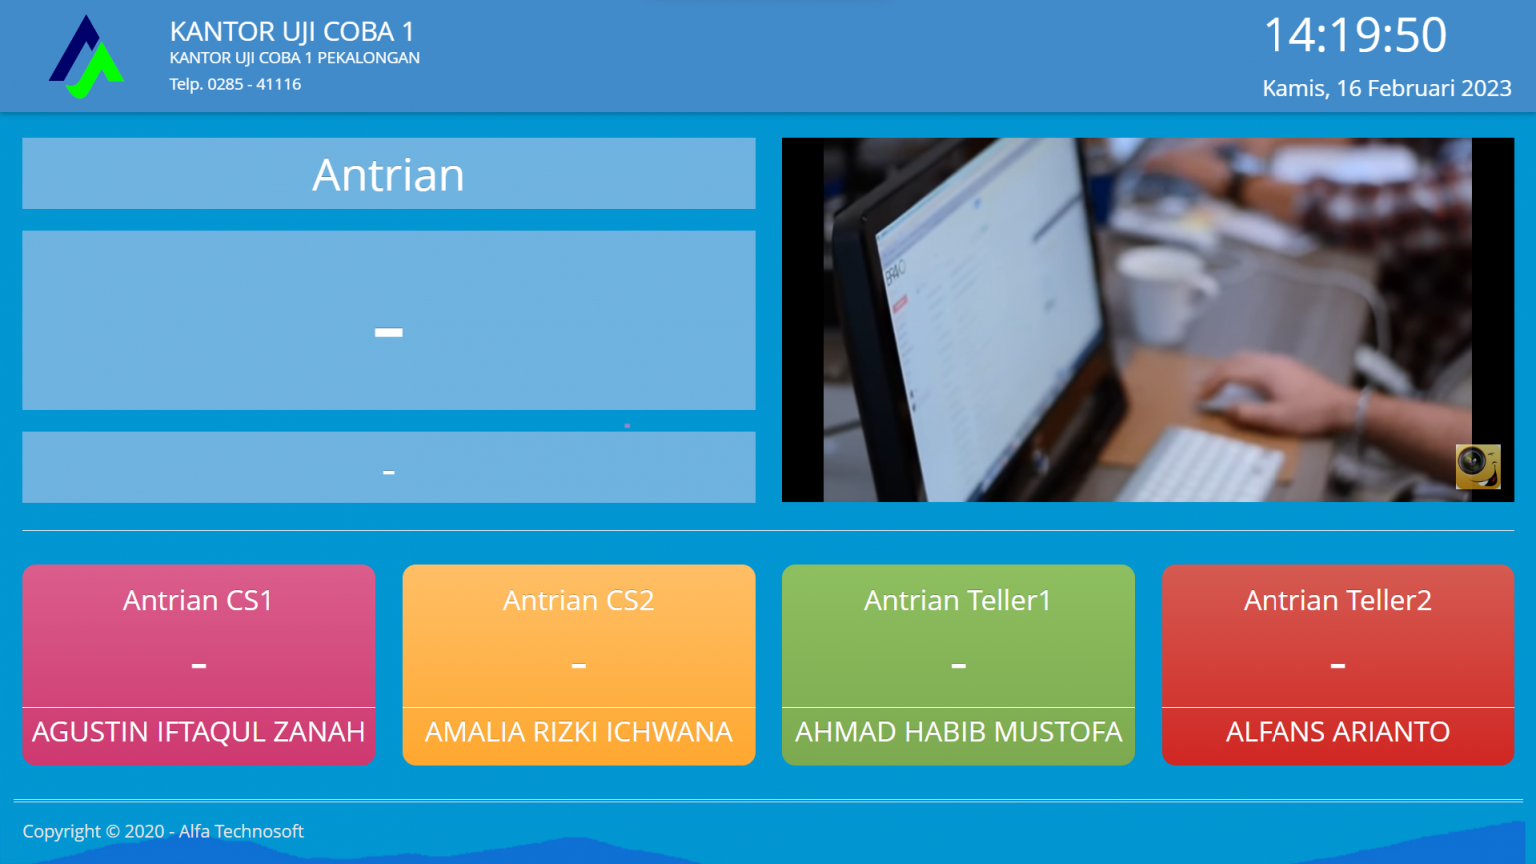 KANTOR UJI COBA 1
KANTOR UJI COBA 1 PEKALONGAN
Telp. 0285 - 41116
14:19:50
Kamis, 16 Februari 2023
Antrian
-
-
Antrian CS1
-
AGUSTIN IFTAQUL ZANAH
Antrian CS2
-
AMALIA RIZKI ICHWANA
Antrian Teller1
-
AHMAD HABIB MUSTOFA
Antrian Teller2
-
ALFANS ARIANTO
Copyright © 2020 - Alfa Technosoft